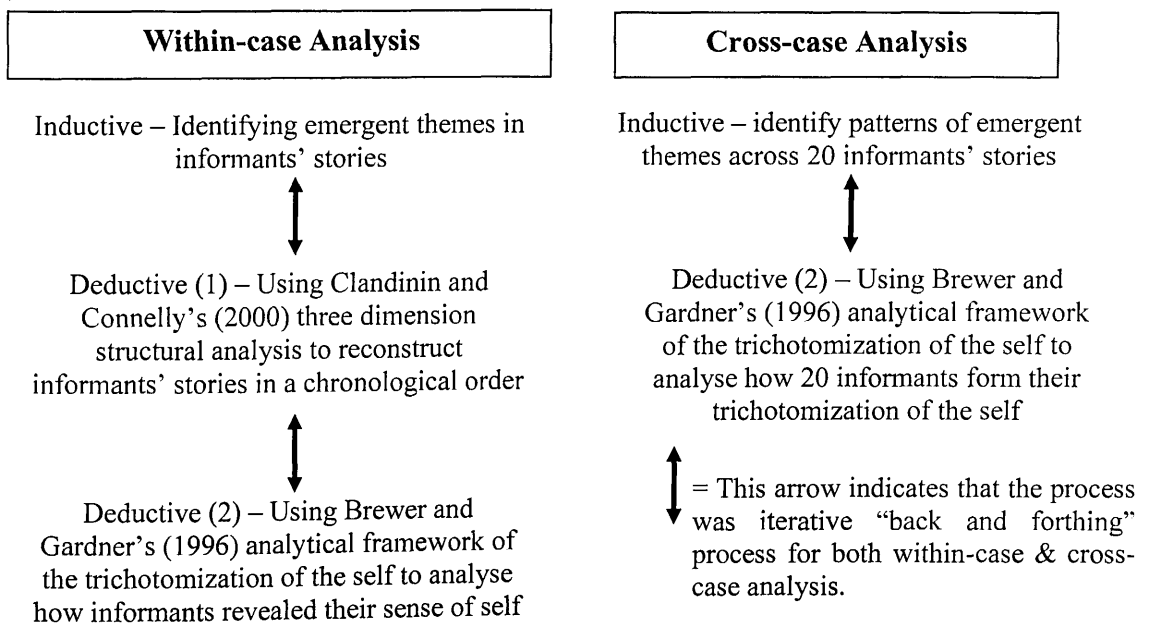 Within-case Analysis
Inductive – Identifying emergent themes in
informants' stories
Deductive (1) – Using Clandinin and
Connelly's (2000) three dimension
structural analysis to reconstruct
informants' stories in a chronological order
Deductive (2) – Using Brewer and
Gardner's (1996) analytical framework of
the trichotomization of the self to analyse
how informants revealed their sense of self
Cross-case Analysis
Inductive – identify patterns of emergent
themes across 20 informants' stories
Deductive (2) – Using Brewer and
Gardner's (1996) analytical framework
of the trichotomization of the self to
analyse how 20 informants form their
trichotomization of the self
= This arrow indicates that the process
was iterative “back and forthing”
process for both within-case & cross-
case analysis.